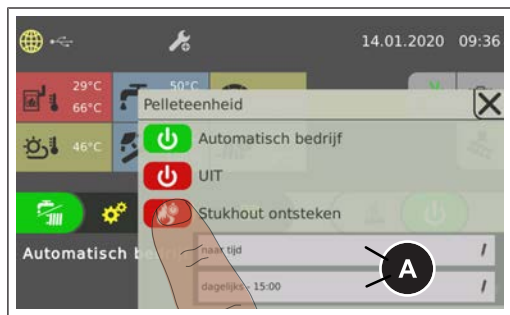 14.01.2020 09:36
29°C
66°C
50°C
46°C
Pelleteenheid
Automatisch bedrijf
UIT
Stukhout ontsteken
Automatisch
naar tijd
dagelijks - 15:00
A